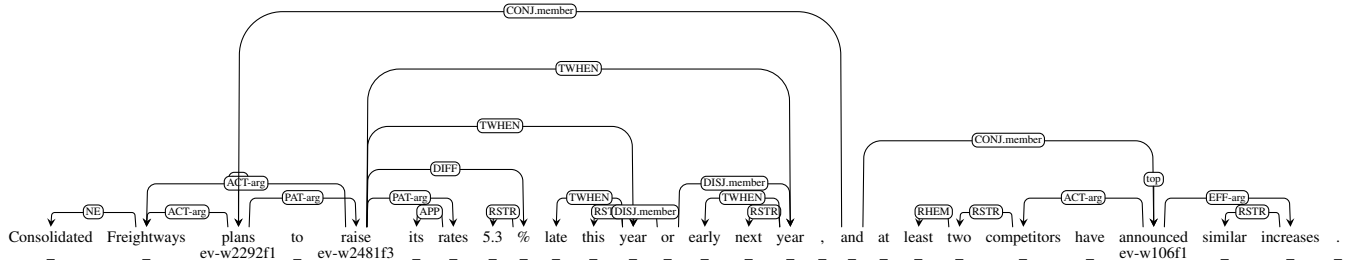 CONJ.member
TWHEN
TWHEN
CONJ.member
DIFF
ACT-arg DISJ.member top
NE ACT-arg PAT-arg PAT-arg TWHEN TWHEN ACT-arg EFF-arg
APP RSTR DISJ.member RSTR RHEM RSTR RSTR
Consolidated Freightways plans to raise its rates 5.3 % late this year or early next year , and at least two competitors have announced similar increases .
_ _ ev-w2292f1 _ ev-w2481f3 _ _ _ _ _ _ _ _ _ _ _ _ _ _ _ _ _ _ ev-w106f1 _ _ _